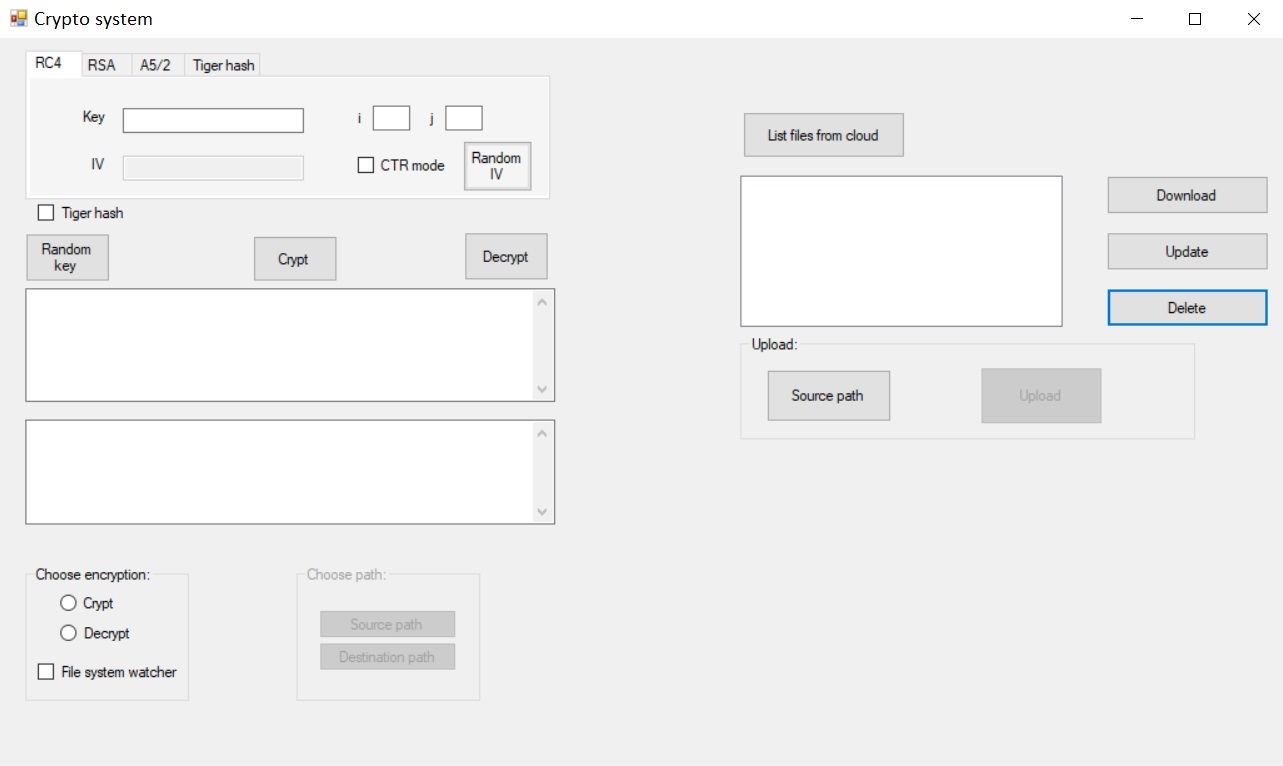 Crypto system
RC4 RSA A5/2 Tiger hash
Key i j
IV CTR mode Random
IV
Tiger hash
Random
key
Crypt
Decrypt
List files from cloud
Download
Update
Delete
Upload:
Source path Upload
Choose encryption:
Crypt
Decrypt
File system watcher
Choose path:
Source path
Destination path